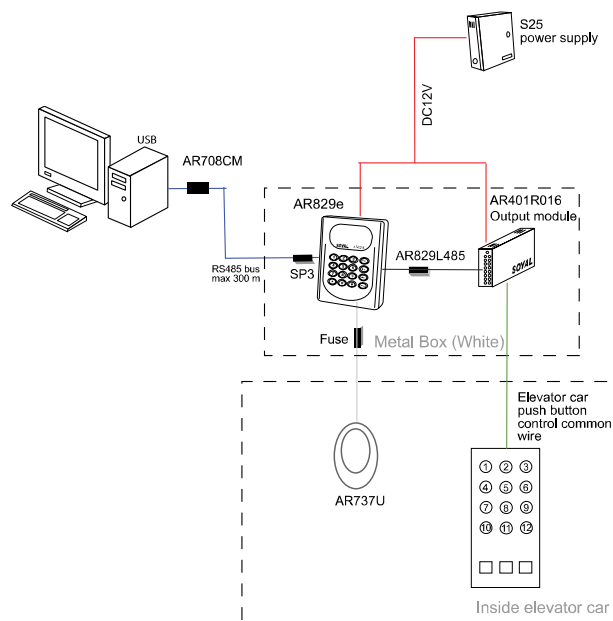 S25
power supply
DC12V
USB
AR708CM
AR829e
AR401R016
Output module
SOYAL
AR829L485
SOYAL
RS485 bus
max 300 m
SP3
Fuse
Metal Box (White)
Elevator car
push button
control common
wire
1 2 3
4 5 6
7 8 9
10 11 12
AR737U
Inside elevator car